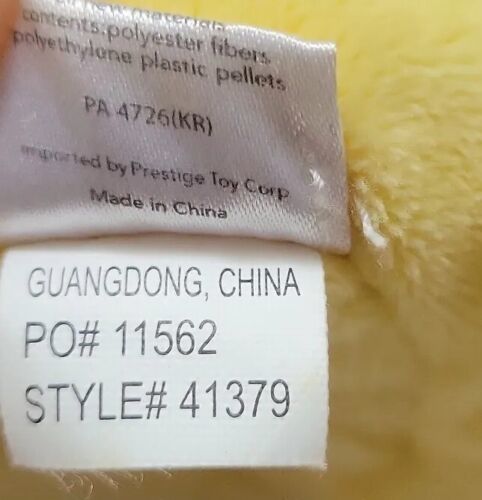 materials
contents:polyester fibers
polyethylene plastic pellets
PA 4726(KR)
imported by Prestige Toy Corp
Made in China
GUANGDONG, CHINA
PO# 11562
STYLE# 41379